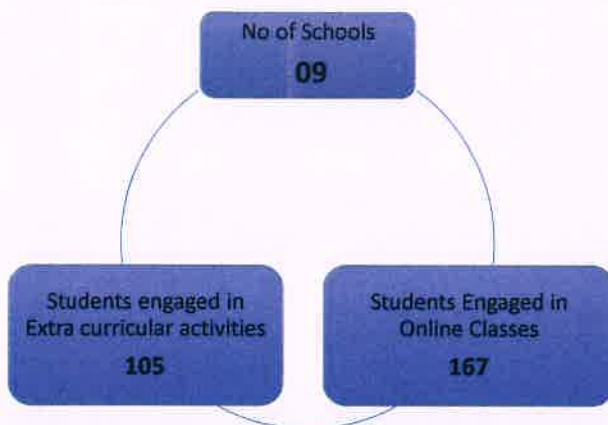 No of Schools
09
Students engaged in
Extra curricular activities
105
Students Engaged in
Online Classes
167